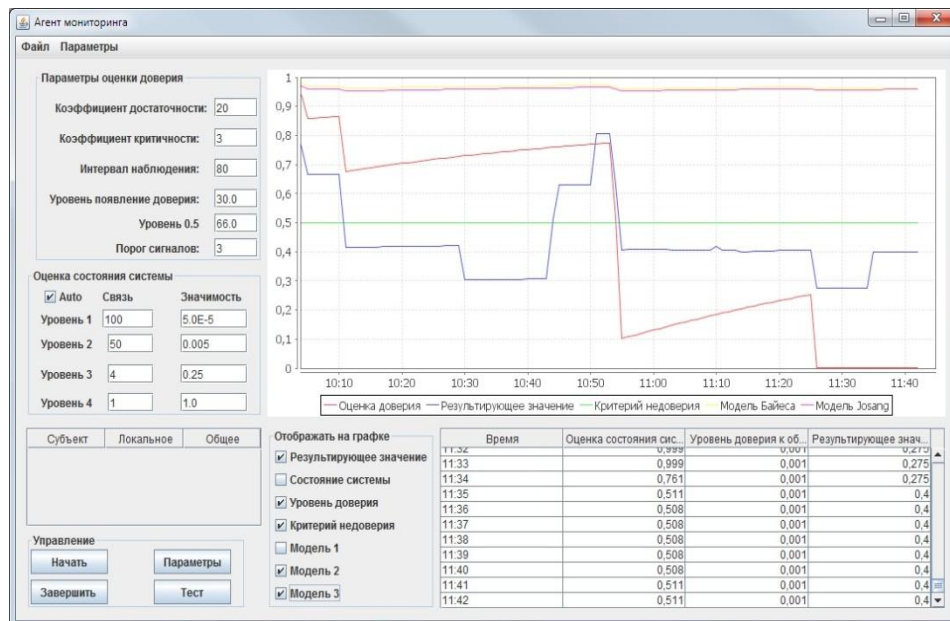 Агент мониторинга
Файл Параметры
Параметры оценки доверия
Коэффициент достаточности: 20
Коэффициент критичности: 3
Интервал наблюдения: 80
Уровень появление доверия: 30.0
Уровень 0.5 66.0
Порог сигналов: 3
Оценка состояния системы
Auto Связь Значимость
Уровень 1 100 5.0E-5
Уровень 2 50 0.005
Уровень 3 4 0.25
Уровень 4 1 1.0
1
0,9
0,8
0,7
0,6
0,5
0,4
0,3
0,2
0,1
0
10:10 10:20 10:30 10:40 10:50 11:00 11:10 11:20 11:30 11:40
Оценка доверия Результирующее значение Критерий недоверия Модель Байеса Модель Josang
Субъект Локальное Общее
Управление
Начать Параметры
Завершить Тест
Отображать на графке
Результирующее значение
Состояние системы
Уровень доверия
Критерий недоверия
Модель 1
Модель 2
Модель 3
Время Оценка состояния сис... Уровень доверия к об... Результирующее знач...
11:32 0,999 0,001 0,275
11:33 0,999 0,001 0,275
11:34 0,761 0,001 0,275
11:35 0,511 0,001 0,4
11:36 0,508 0,001 0,4
11:37 0,508 0,001 0,4
11:38 0,508 0,001 0,4
11:39 0,508 0,001 0,4
11:40 0,508 0,001 0,4
11:41 0,511 0,001 0,4
11:42 0,511 0,001 0,4